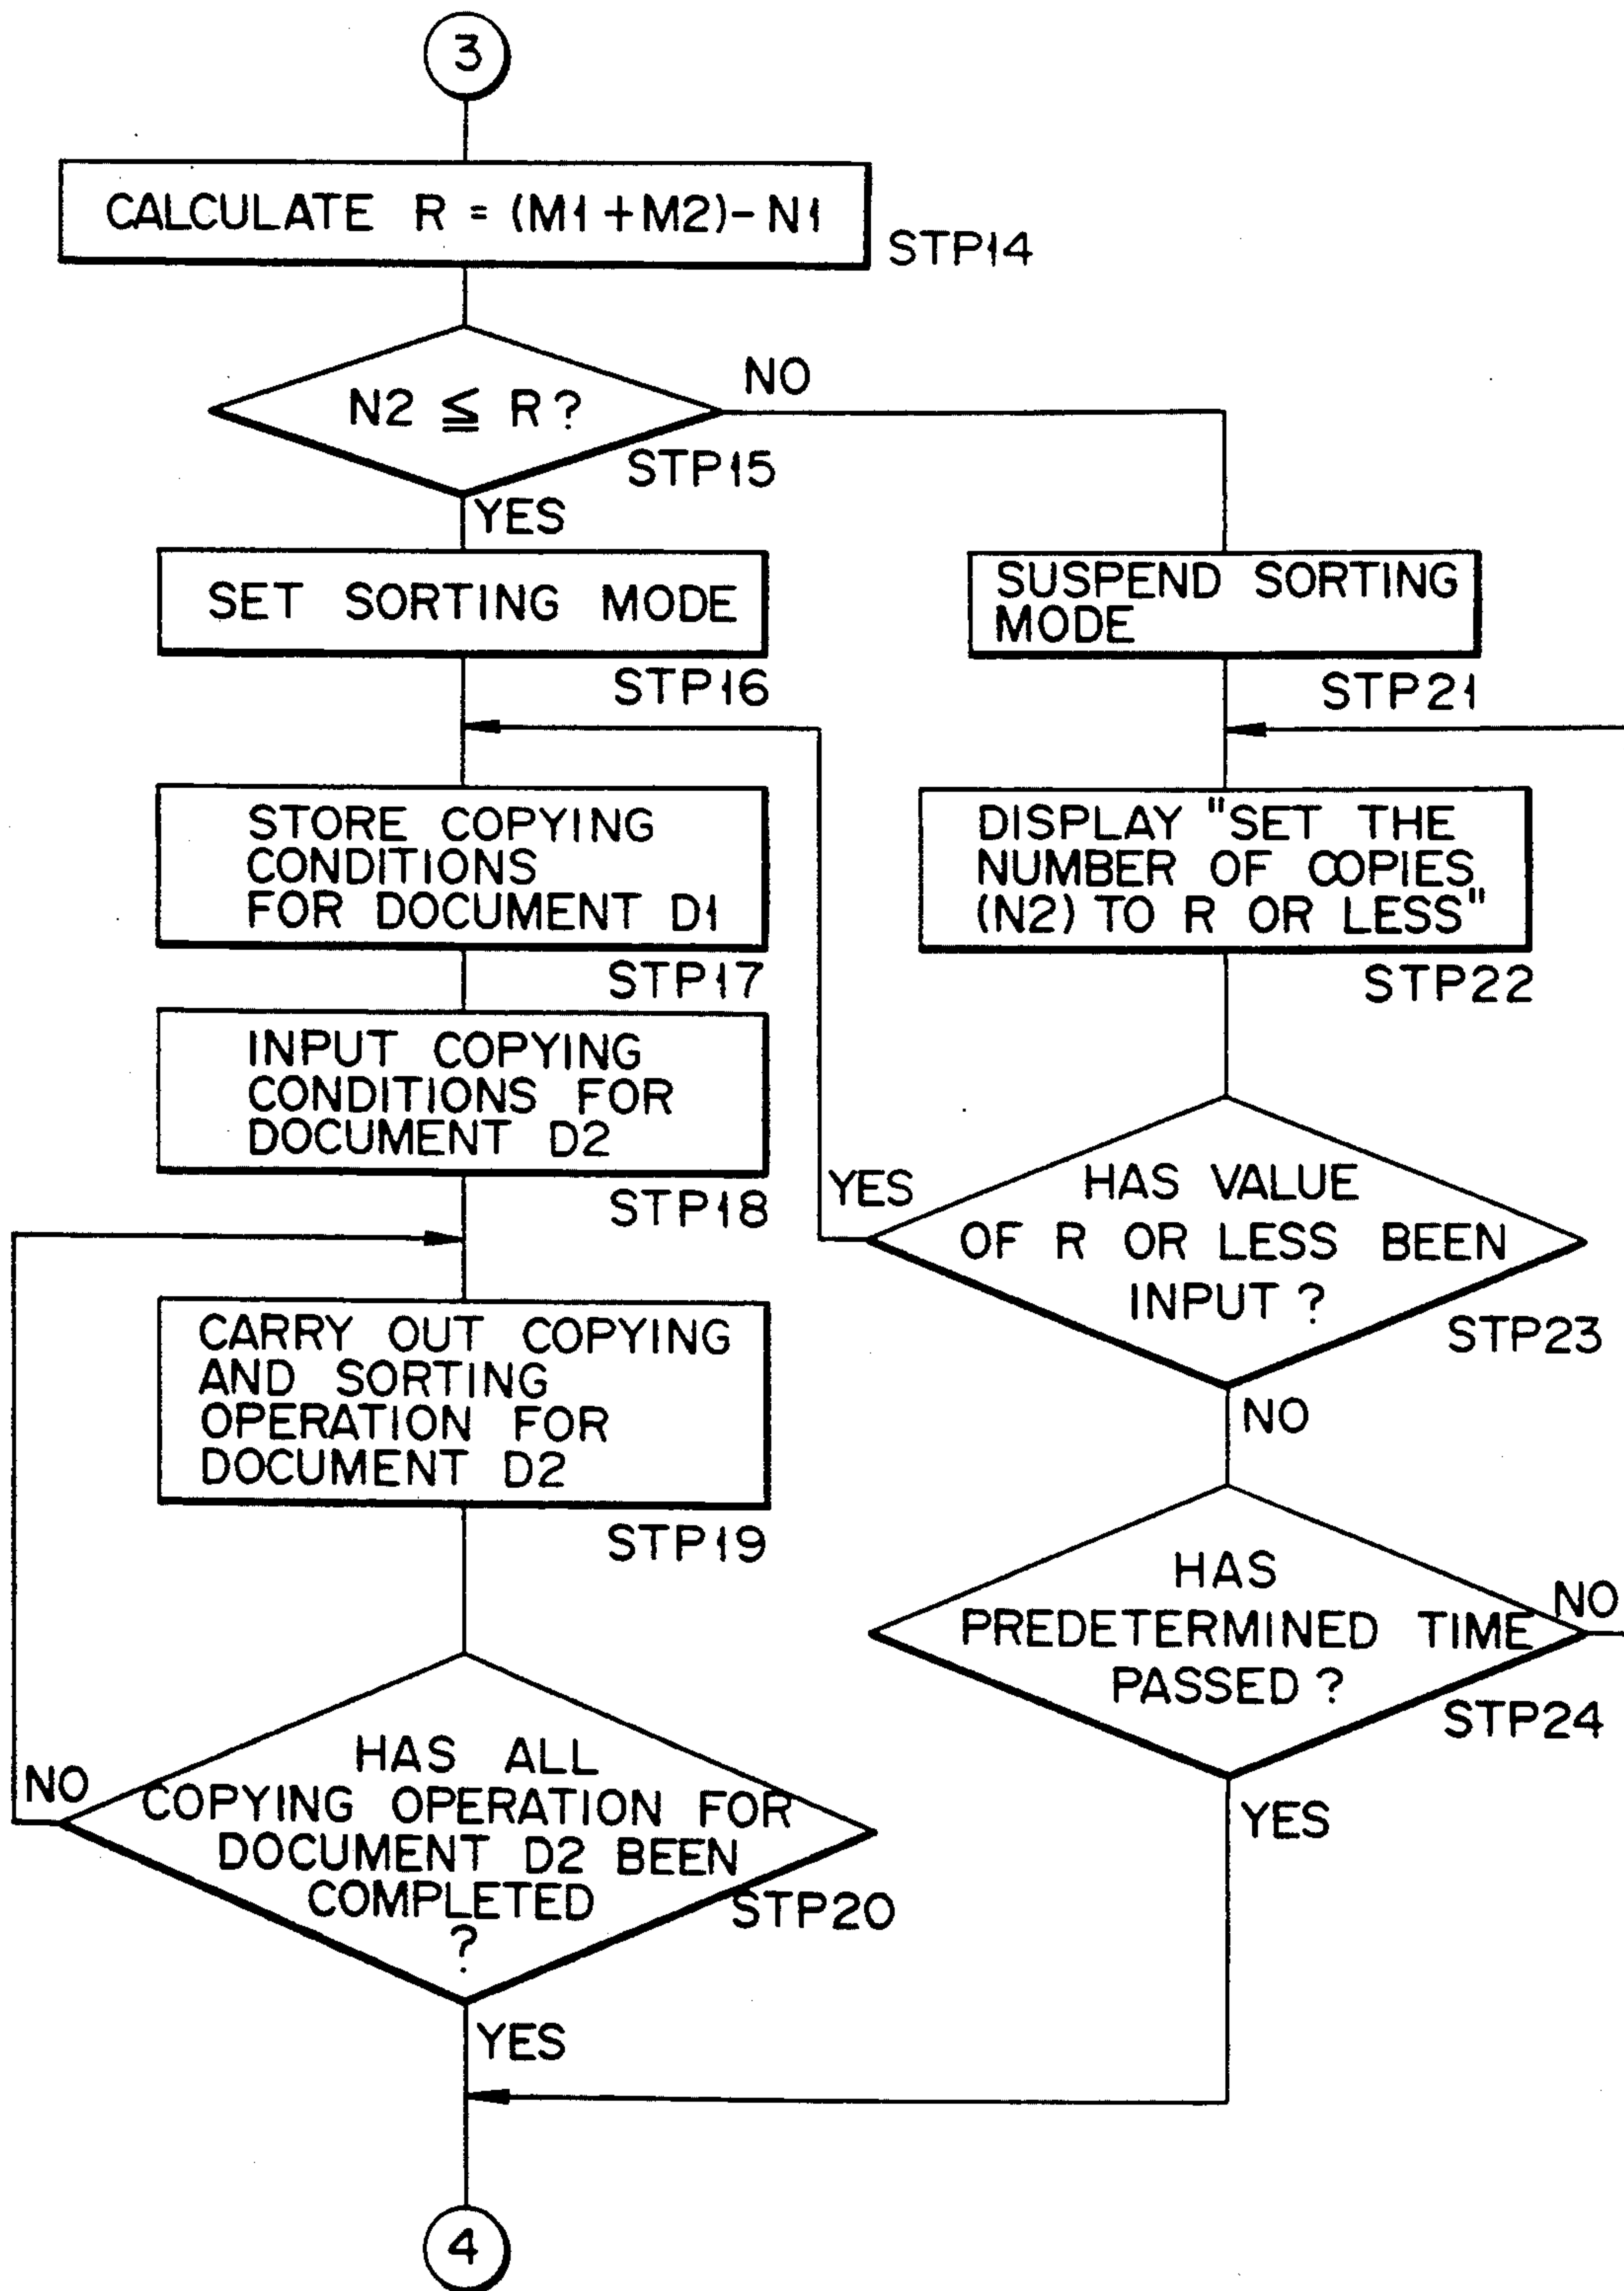 3
CALCULATE R = (M1+M2)-N1
STP14
N2 ≦ R?
NO
STP15
YES
SET SORTING MODE
STP16
SUSPEND SORTING
MODE
STP21
STORE COPYING
CONDITIONS
FOR DOCUMENT D1
STP17
DISPLAY "SET THE
NUMBER OF COPIES
(N2) TO R OR LESS"
STP22
INPUT COPYING
CONDITIONS FOR
DOCUMENT D2
STP18
YES
HAS VALUE
OF R OR LESS BEEN
INPUT?
STP23
NO
CARRY OUT COPYING
AND SORTING
OPERATION FOR
DOCUMENT D2
STP19
HAS
PREDETERMINED TIME
PASSED?
NO
STP24
YES
HAS ALL
COPYING OPERATION FOR
DOCUMENT D2 BEEN
COMPLETED
?
NO
STP20
YES
4